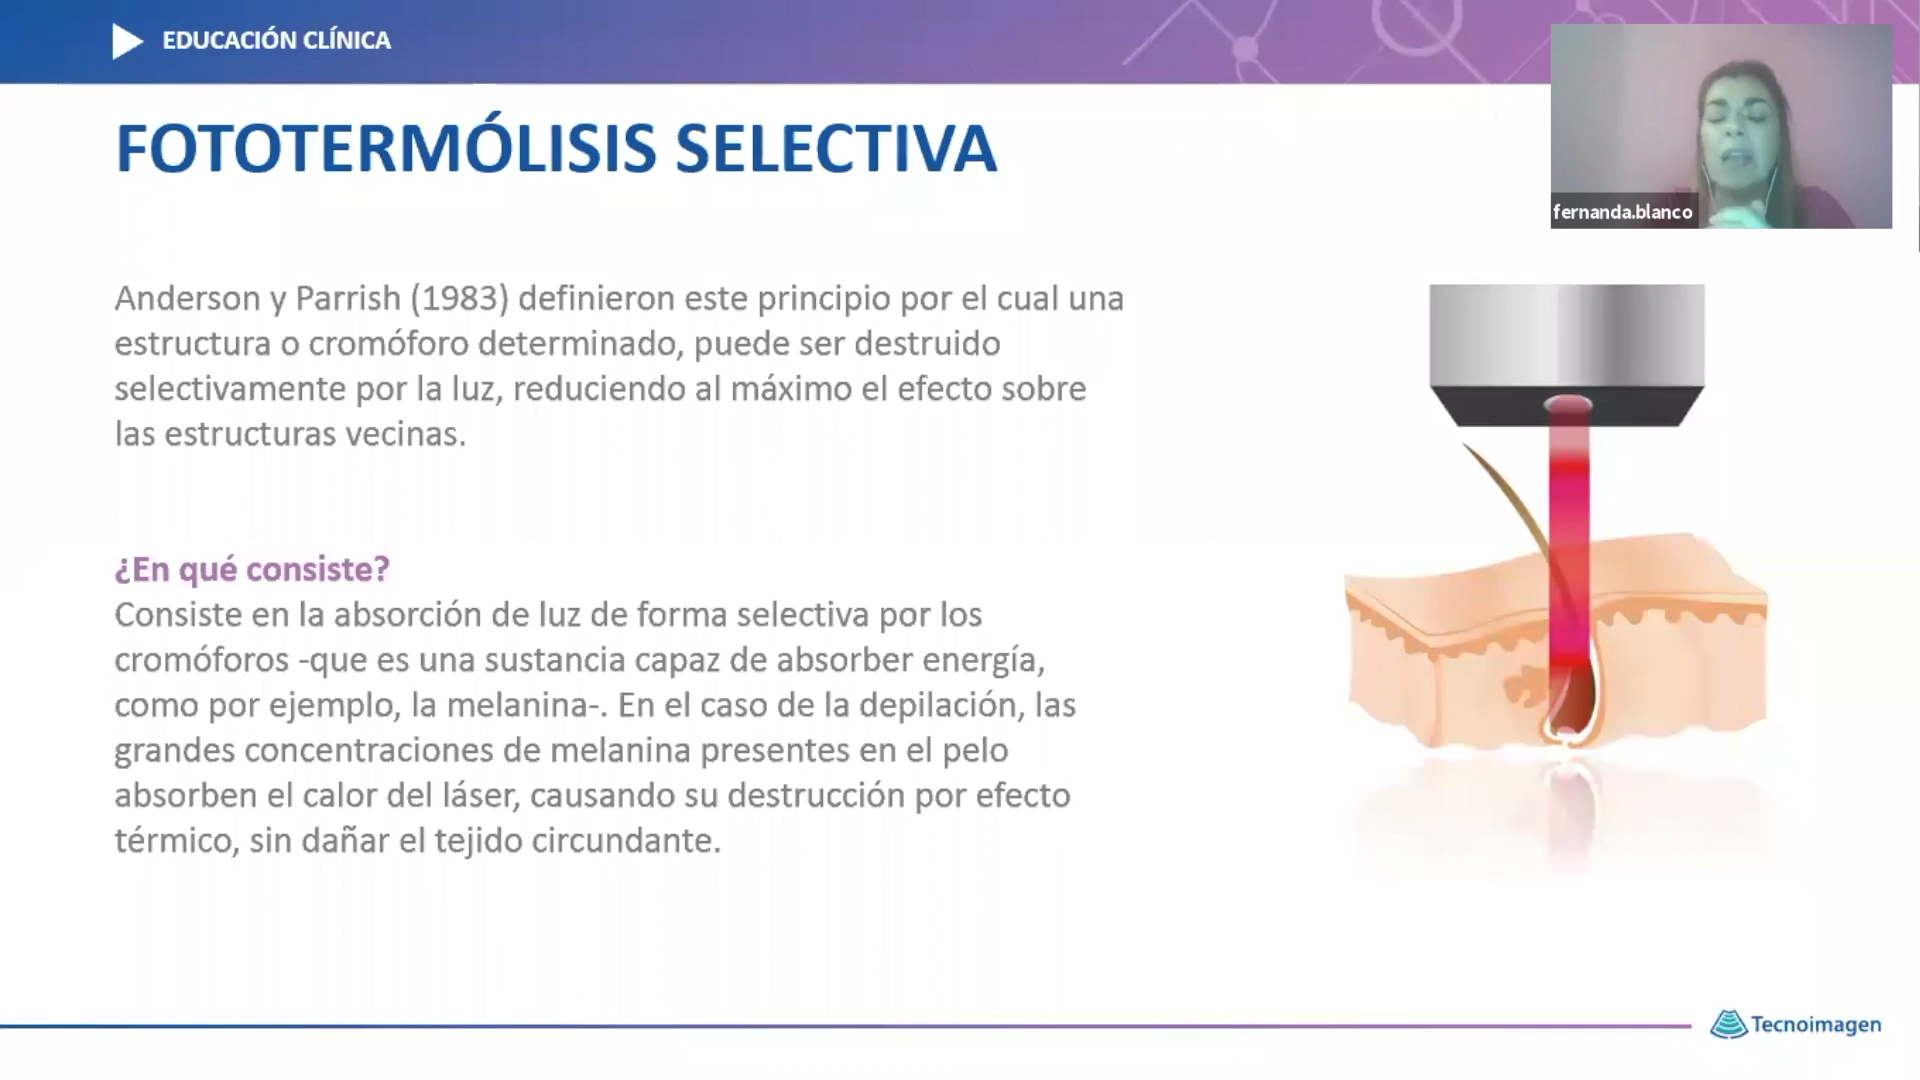 EDUCACIÓN CLÍNICA
FOTOTERMÓLISIS SELECTIVA
fernanda.blanco
Anderson y Parrish (1983) definieron este principio por el cual una
estructura o cromóforo determinado, puede ser destruido
selectivamente por la luz, reduciendo al máximo el efecto sobre
las estructuras vecinas.
¿En qué consiste?
Consiste en la absorción de luz de forma selectiva por los
cromóforos -que es una sustancia capaz de absorber energía,
como por ejemplo, la melanina-. En el caso de la depilación, las
grandes concentraciones de melanina presentes en el pelo
absorben el calor del láser, causando su destrucción por efecto
térmico, sin dañar el tejido circundante.
Tecnoimagen